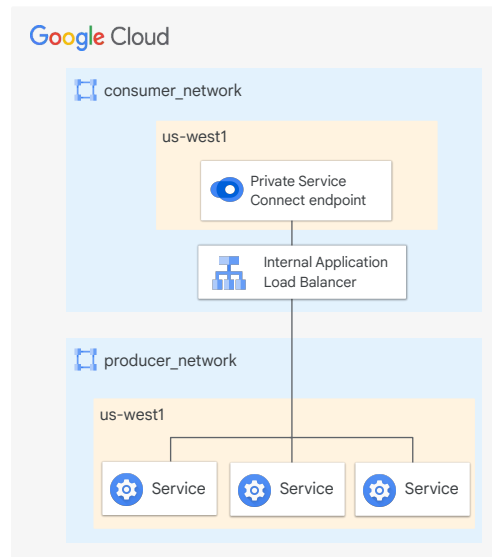 Google Cloud
consumer_network
us-west1
Private Service
Connect endpoint
Internal Application
Load Balancer
producer_network
us-west1
Service
Service
Service